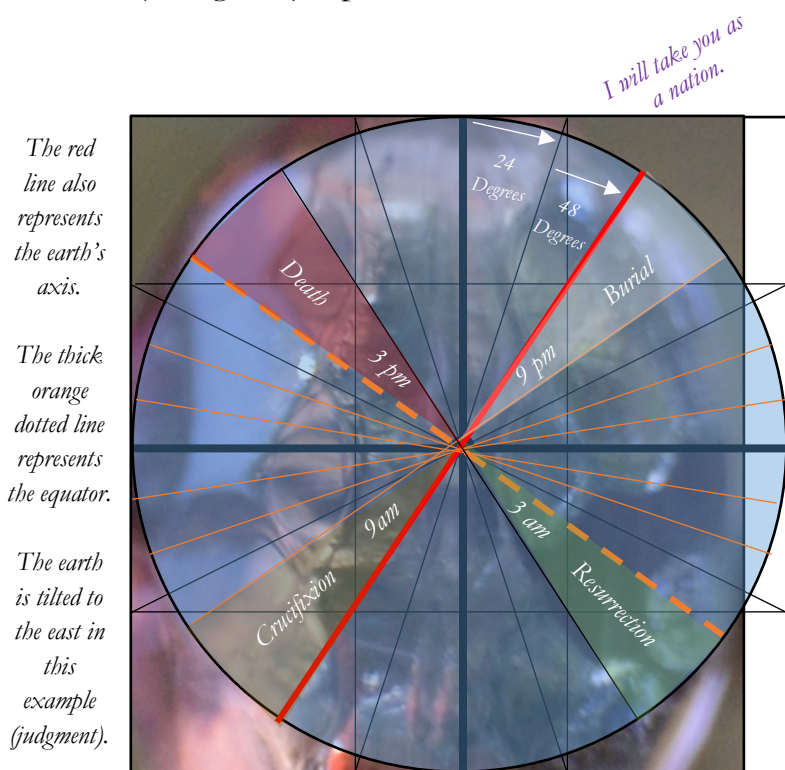 I will take you as
a nation.
The red
line also
represents
the earth's
axis.
The thick
orange
dotted line
represents
the equator.
The earth
is tilted to
the east in
this
example
(judgment).
24
Degrees
48
Degrees
Death
3 pm
Burial
9 pm
9am
Crucifixion
3 am
Resurrection